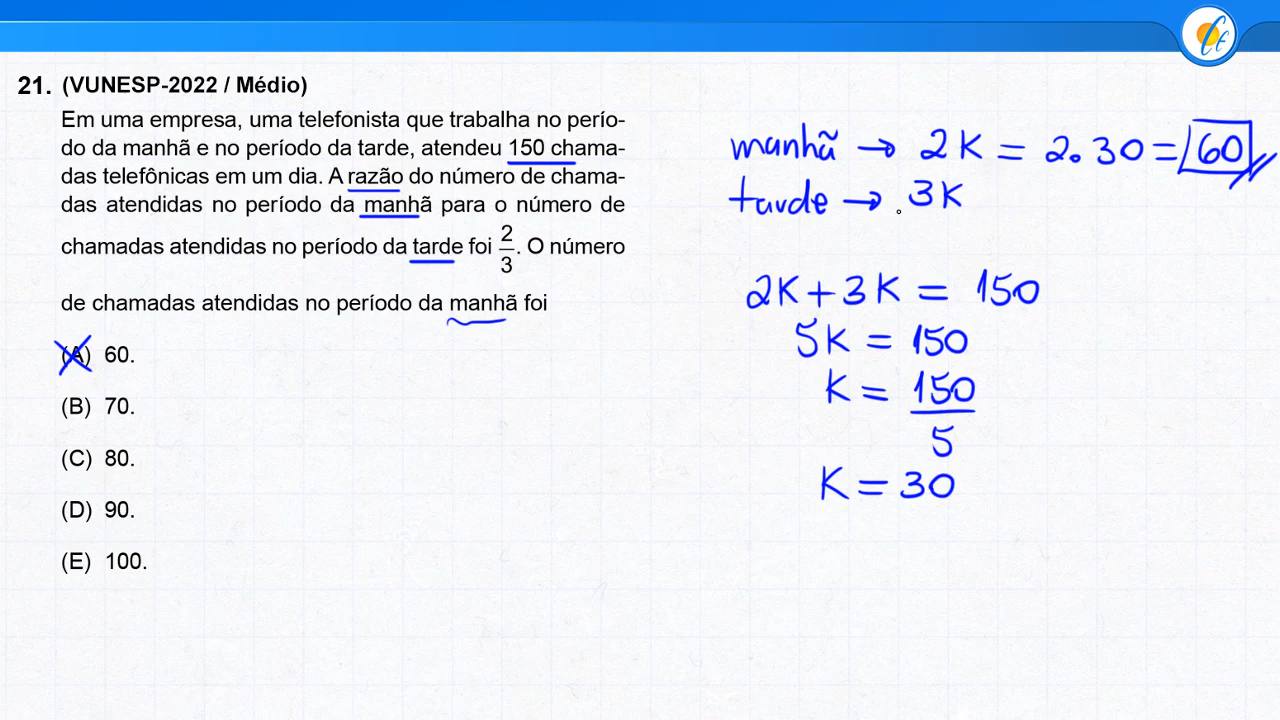 21. (VUNESP-2022 / Médio)
Em uma empresa, uma telefonista que trabalha no perío-
do da manhã e no período da tarde, atendeu 150 chama-
das telefônicas em um dia. A razão do número de chama-
das atendidas no período da manhã para o número de
chamadas atendidas no período da tarde foi 2/3. O número
de chamadas atendidas no período da manhã foi
(A) 60.
(B) 70.
(C) 80.
(D) 90.
(E) 100.
manhã → 2K = 2.30 = 60
tarde → 3K
2K + 3K = 150
5K = 150
K = 150/5
K = 30